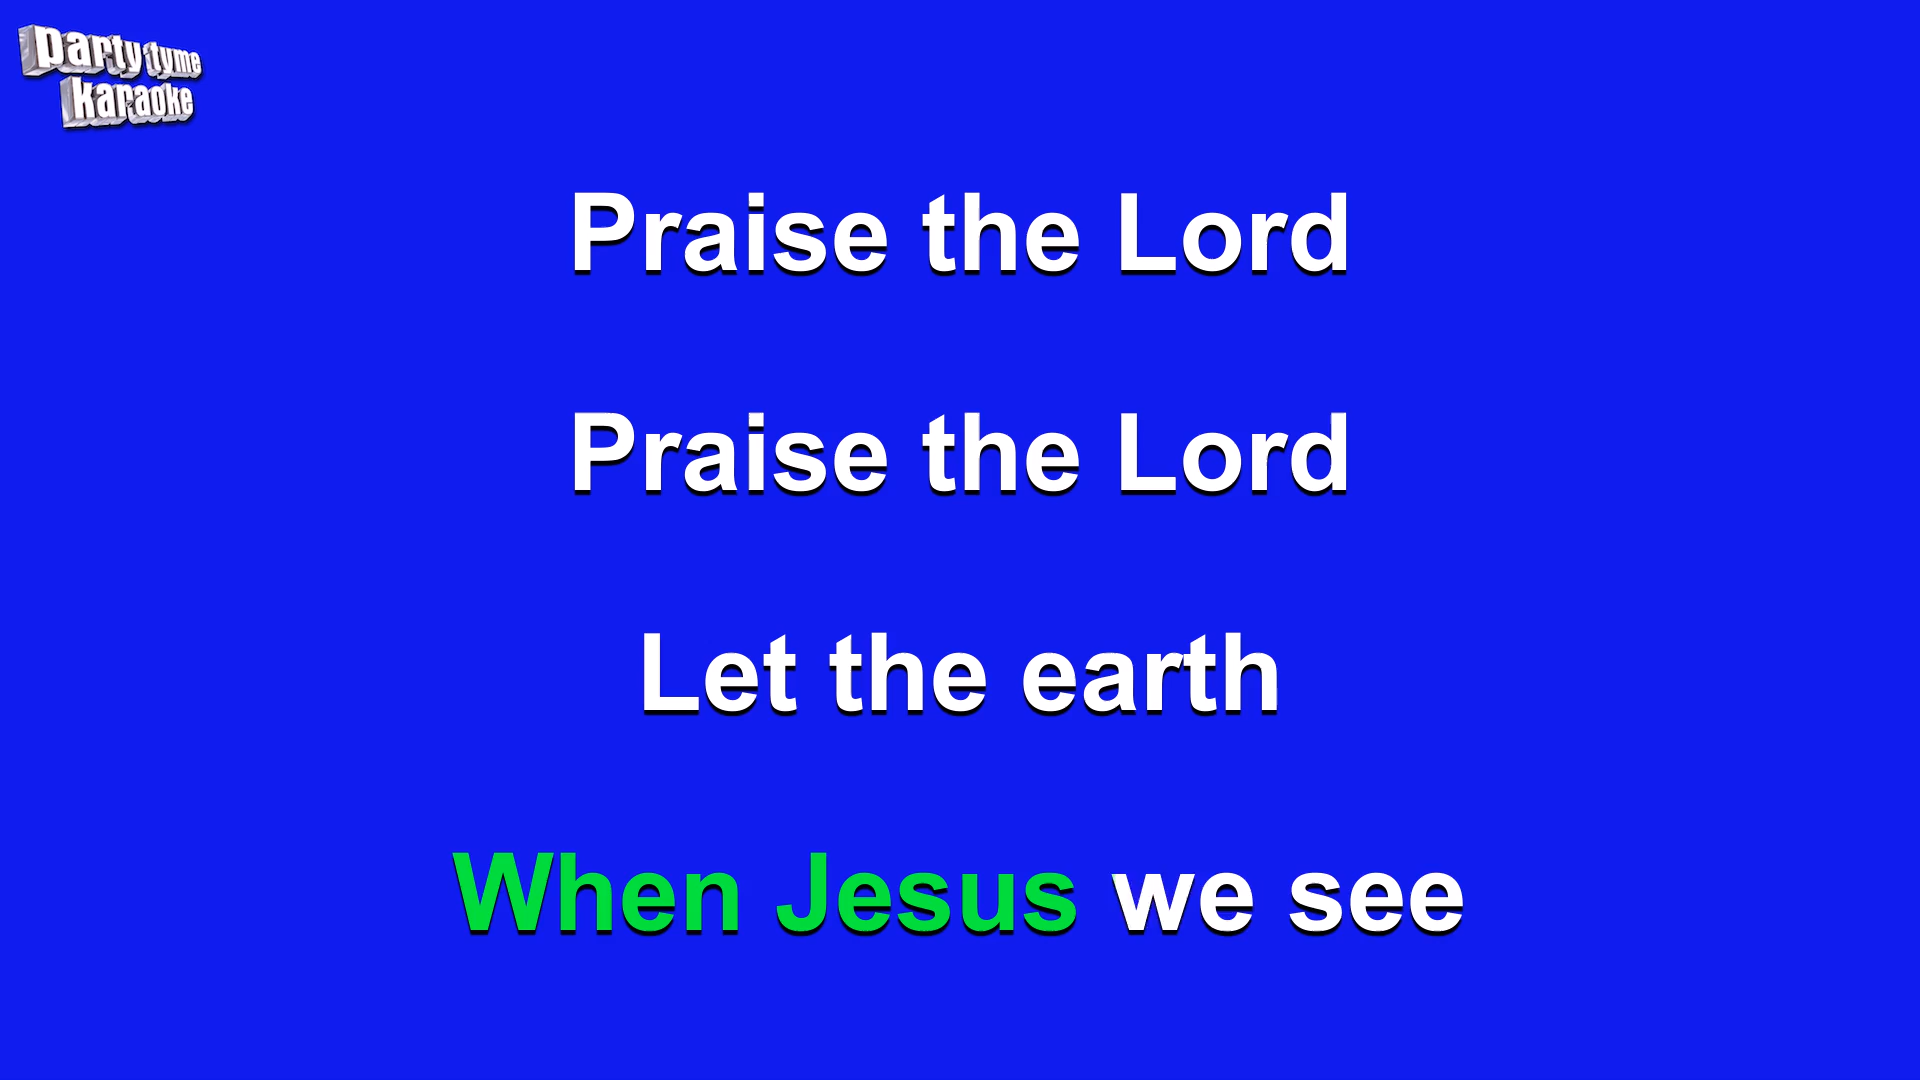 party tyme
karaoke
Praise the Lord
Praise the Lord
Let the earth
When Jesus we see